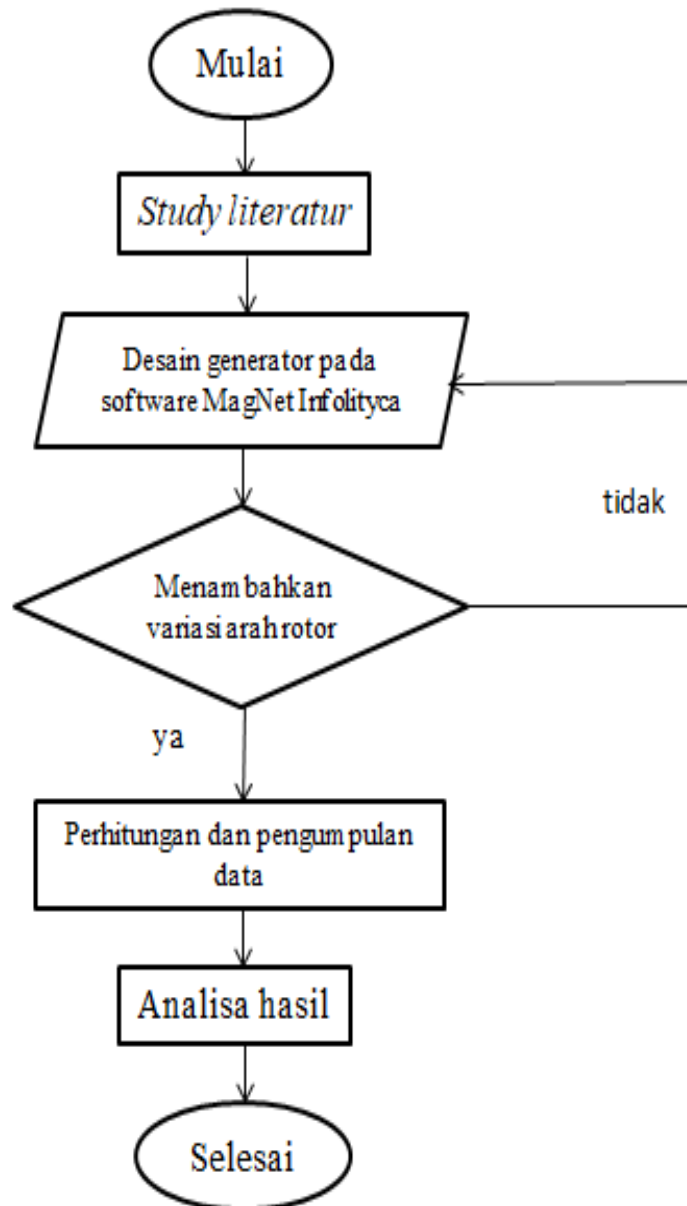 Mulai
Study literatur
Desain generator pada
software MagNet Infolityca
tidak
Menambahkan
variasi arah rotor
ya
Perhitungan dan pengumpulan
data
Analisa hasil
Selesai